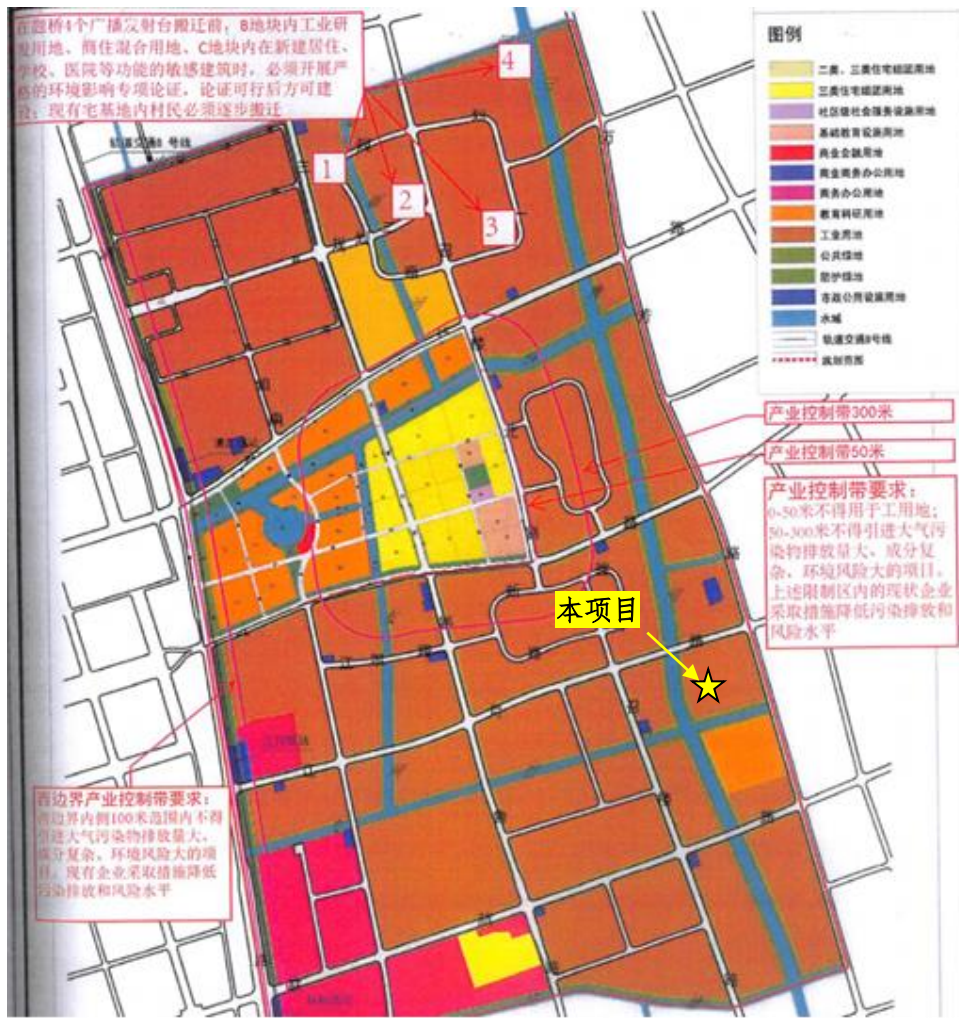 在题桥4个广播发射台搬迁前，B地块内工业研
发用地、商住混合用地、C地块内在新建居住、
学校、医院等功能的敏感建筑时，必须开展严
格的环境影响专项论证，论证可行后方可建
设；现有宅基地内村民必须逐步搬迁
轨道交通8 号线
1
2
3
4
图例
二类、三类住宅组团用地
三类住宅组团用地
社区级社会服务设施用地
基础教育设施用地
商业金融用地
商业商务办公用地
商务办公用地
教育科研用地
工业用地
公共绿地
防护绿地
市政公用设施用地
水域
轨道交通8号线
规划范围
产业控制带300米
产业控制带50米
产业控制带要求：
0-50米不得用于工用地；
50-300米不得引进大气污
染物排放量大、成分复
杂、环境风险大的项目。
上述限制区内的现状企业
采取措施降低污染排放和
风险水平
本项目
西边界产业控制带要求：
西边界内侧100米范围内不得
引进大气污染物排放量大、
成分复杂、环境风险大的项
目。现有企业采取措施降低
污染排放和风险水平